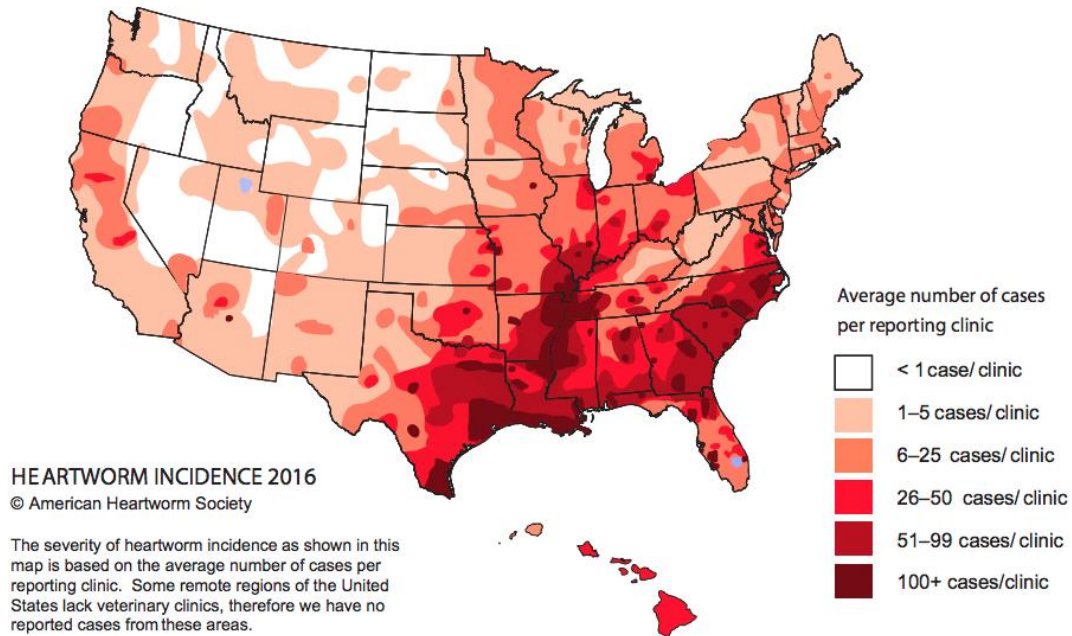 Average number of cases
per reporting clinic
< 1 case/ clinic
1–5 cases/ clinic
6–25 cases/ clinic
26–50 cases/ clinic
51–99 cases/ clinic
100+ cases/clinic
HEARTWORM INCIDENCE 2016
© American Heartworm Society
The severity of heartworm incidence as shown in this
map is based on the average number of cases per
reporting clinic. Some remote regions of the United
States lack veterinary clinics, therefore we have no
reported cases from these areas.